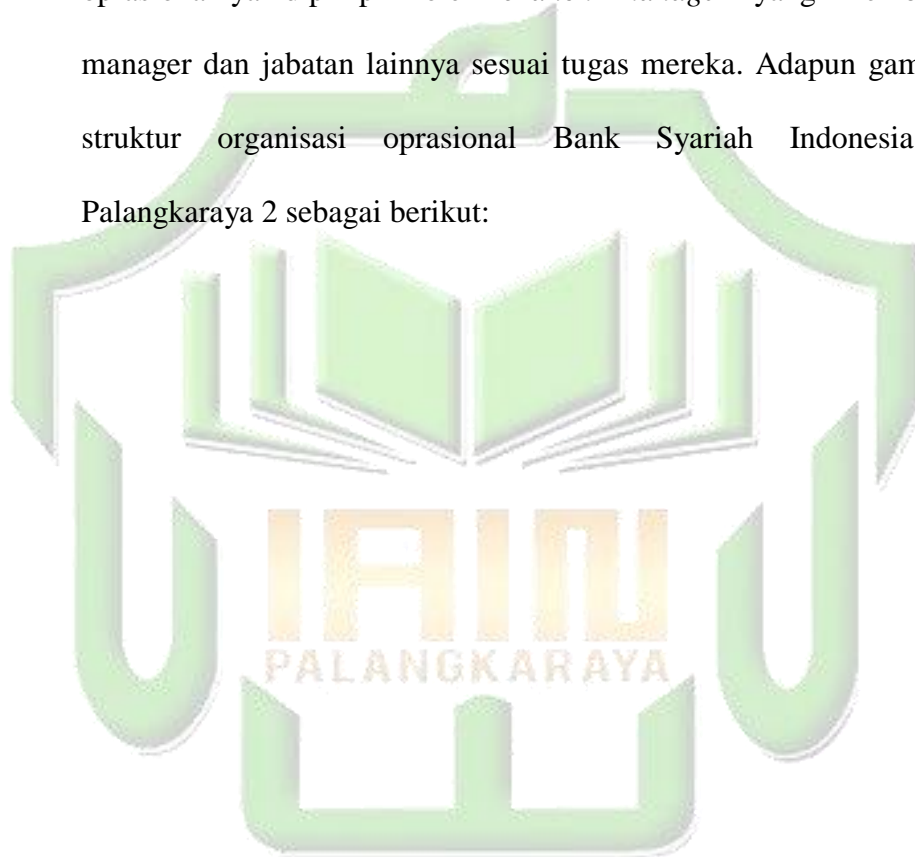 manager dan jabatan lainnya sesuai tugas mereka. Adapun gam
struktur organisasi oprasional Bank Syariah Indonesia
Palangkaraya 2 sebagai berikut:
IAIN
PALANGKARAYA